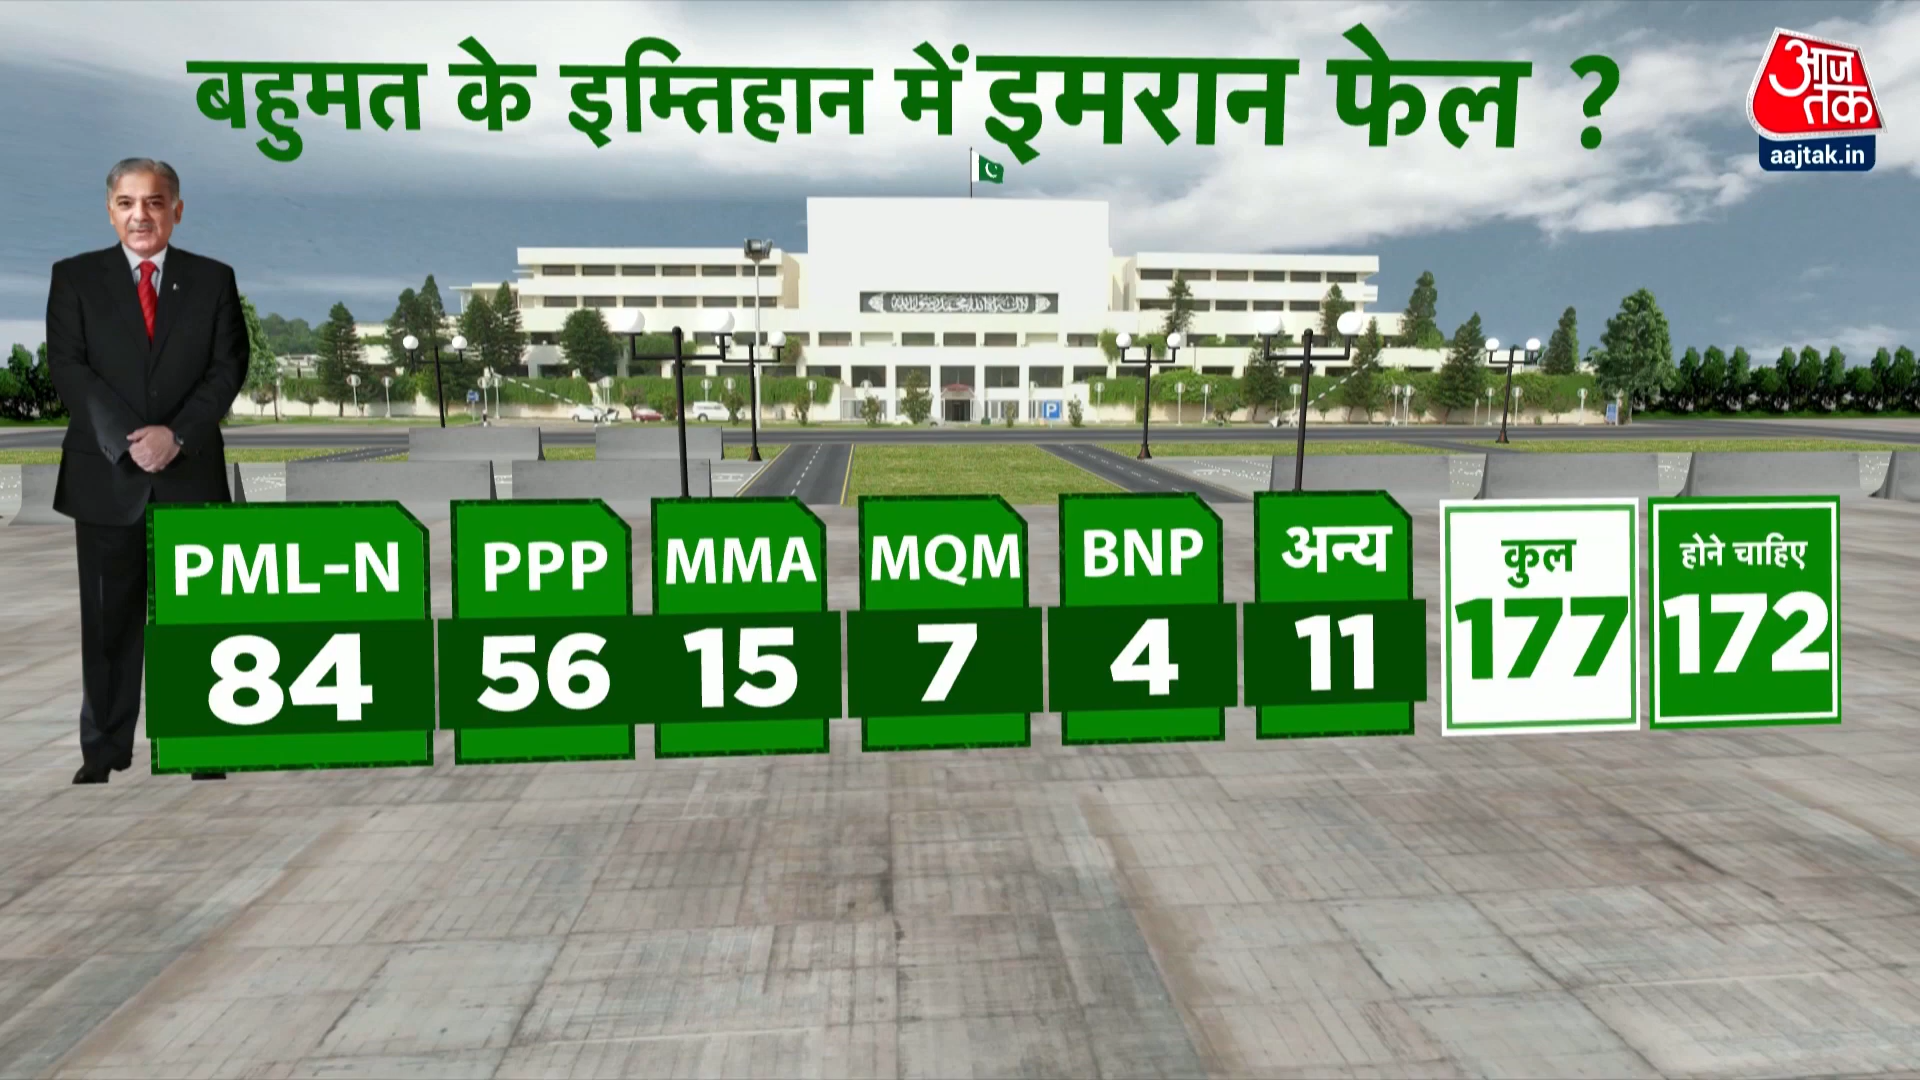 बहुमत के इम्तिहान में इमरान फेल ?
आज
तक
aajtak.in
P
PML-N
84
PPP
56
MMA
15
MQM
7
BNP
4
अन्य
11
कुल
177
होने चाहिए
172